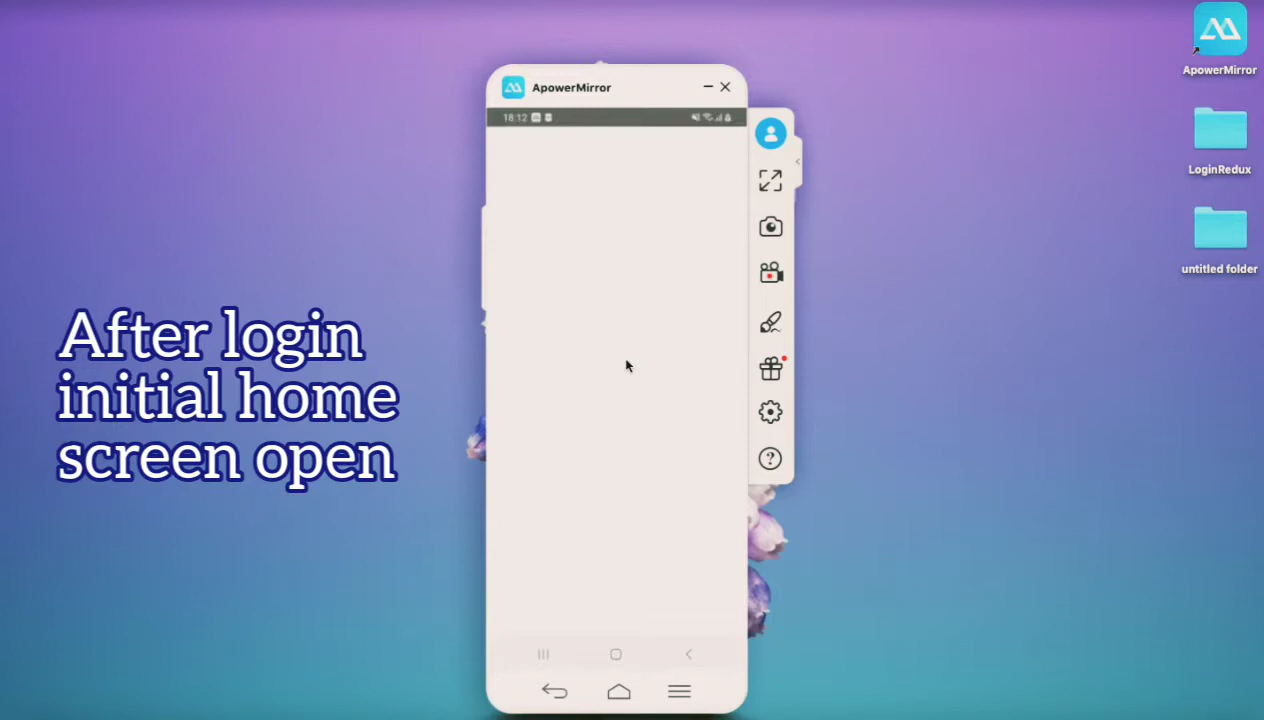 ApowerMirror
ApowerMirror
18:12
LoginRedux
untitled folder
After login
initial home
screen open